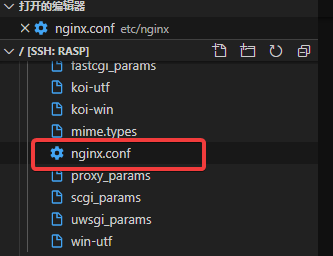 打开的编辑器
nginx.conf etc/nginx
/ [SSH: RASP]
fastcgi_params
koi-utf
koi-win
mime.types
nginx.conf
proxy_params
scgi_params
uwsgi_params
win-utf